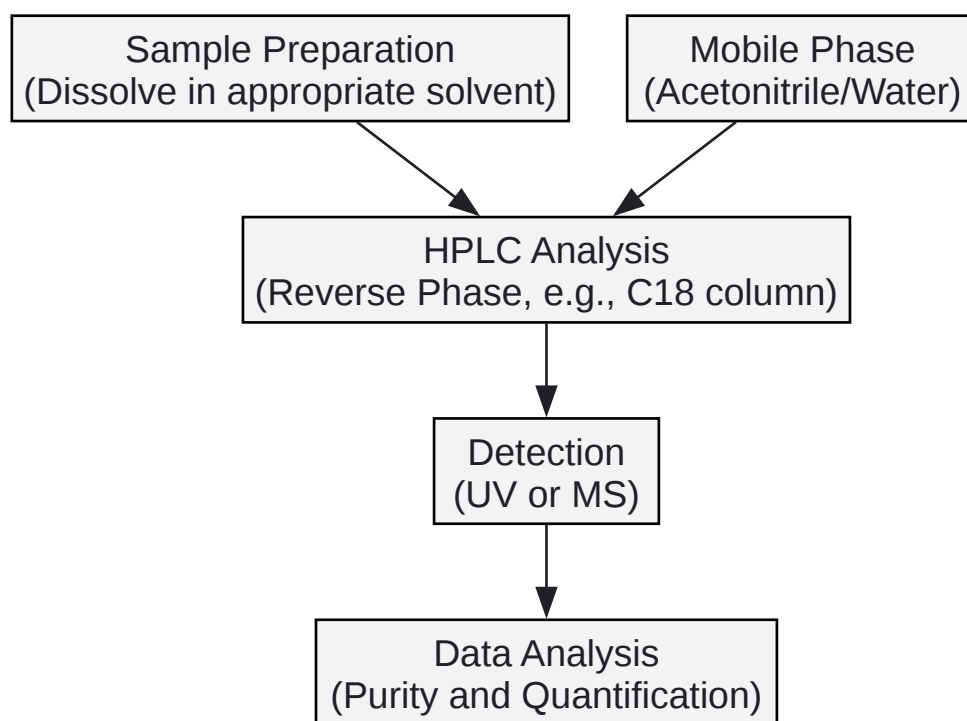 Sample Preparation
(Dissolve in appropriate solvent)
Mobile Phase
(Acetonitrile/Water)
HPLC Analysis
(Reverse Phase, e.g., C18 column)
Detection
(UV or MS)
Data Analysis
(Purity and Quantification)